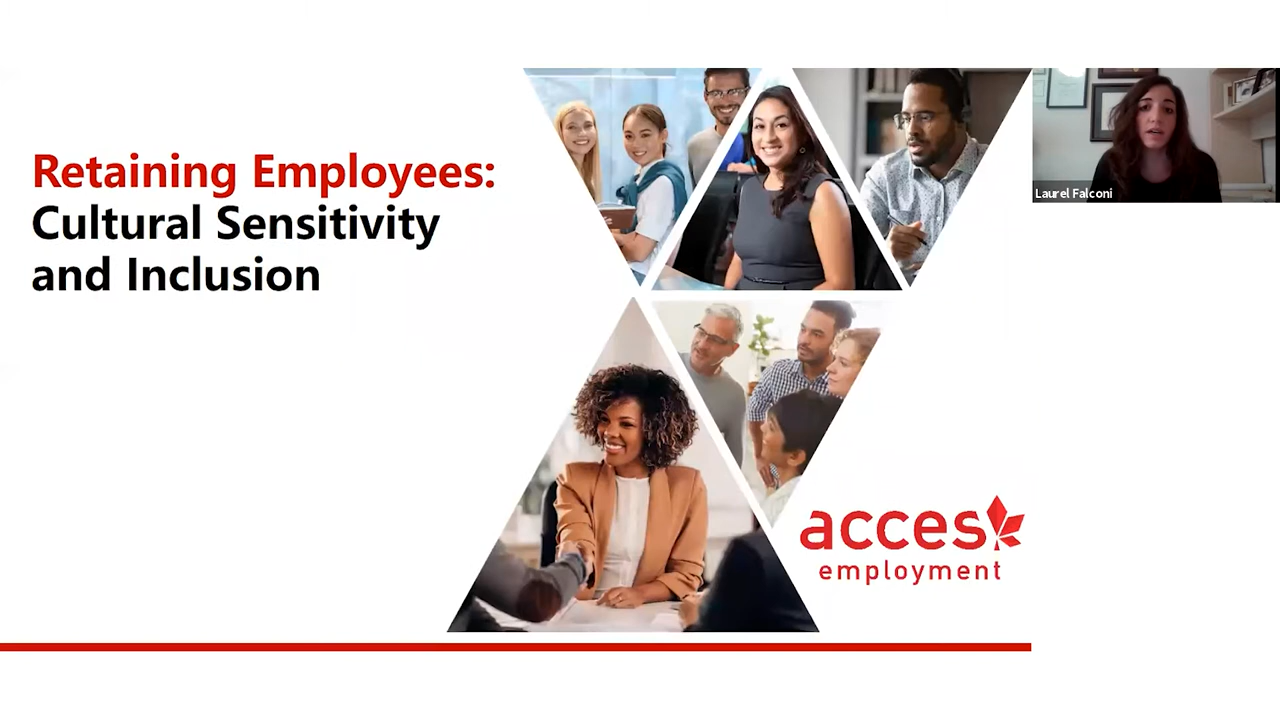 Retaining Employees:
Cultural Sensitivity
and Inclusion
Laurel Falconi
acces
employment